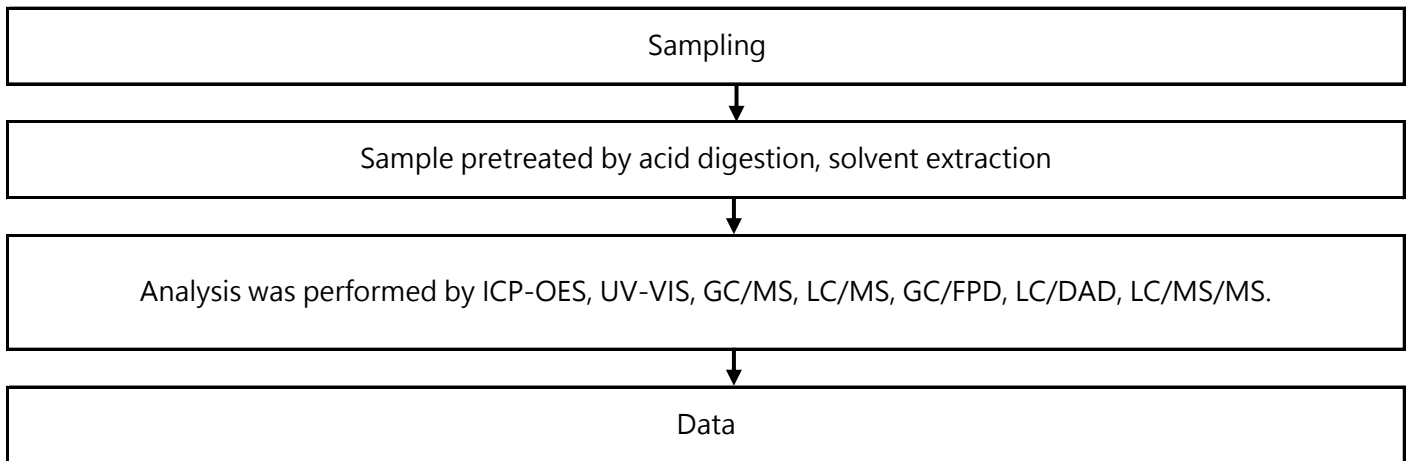 Sampling
Sample pretreated by acid digestion, solvent extraction
Analysis was performed by ICP-OES, UV-VIS, GC/MS, LC/MS, GC/FPD, LC/DAD, LC/MS/MS.
Data